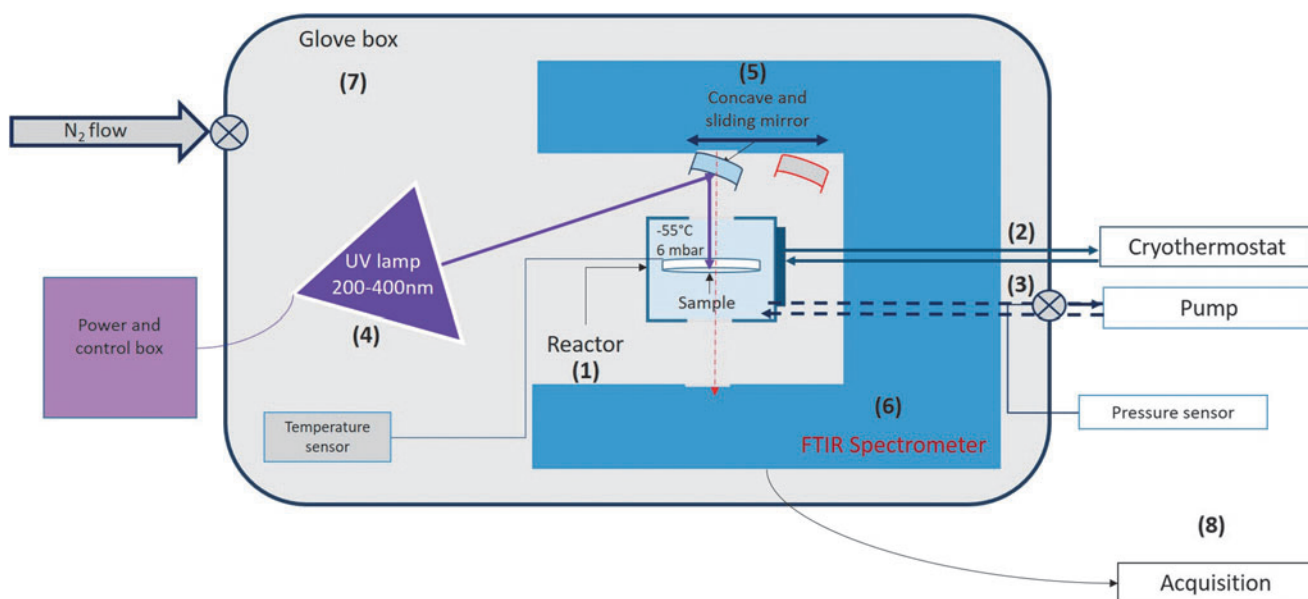 Glove box
(7)
N₂ flow
(5)
Concave and
sliding mirror
-55°C
6 mbar
(2)
Cryothermostat
UV lamp
200-400nm
(4)
Sample
(3)
Pump
Power and
control box
Reactor
(1)
(6)
FTIR Spectrometer
Temperature
sensor
Pressure sensor
(8)
Acquisition